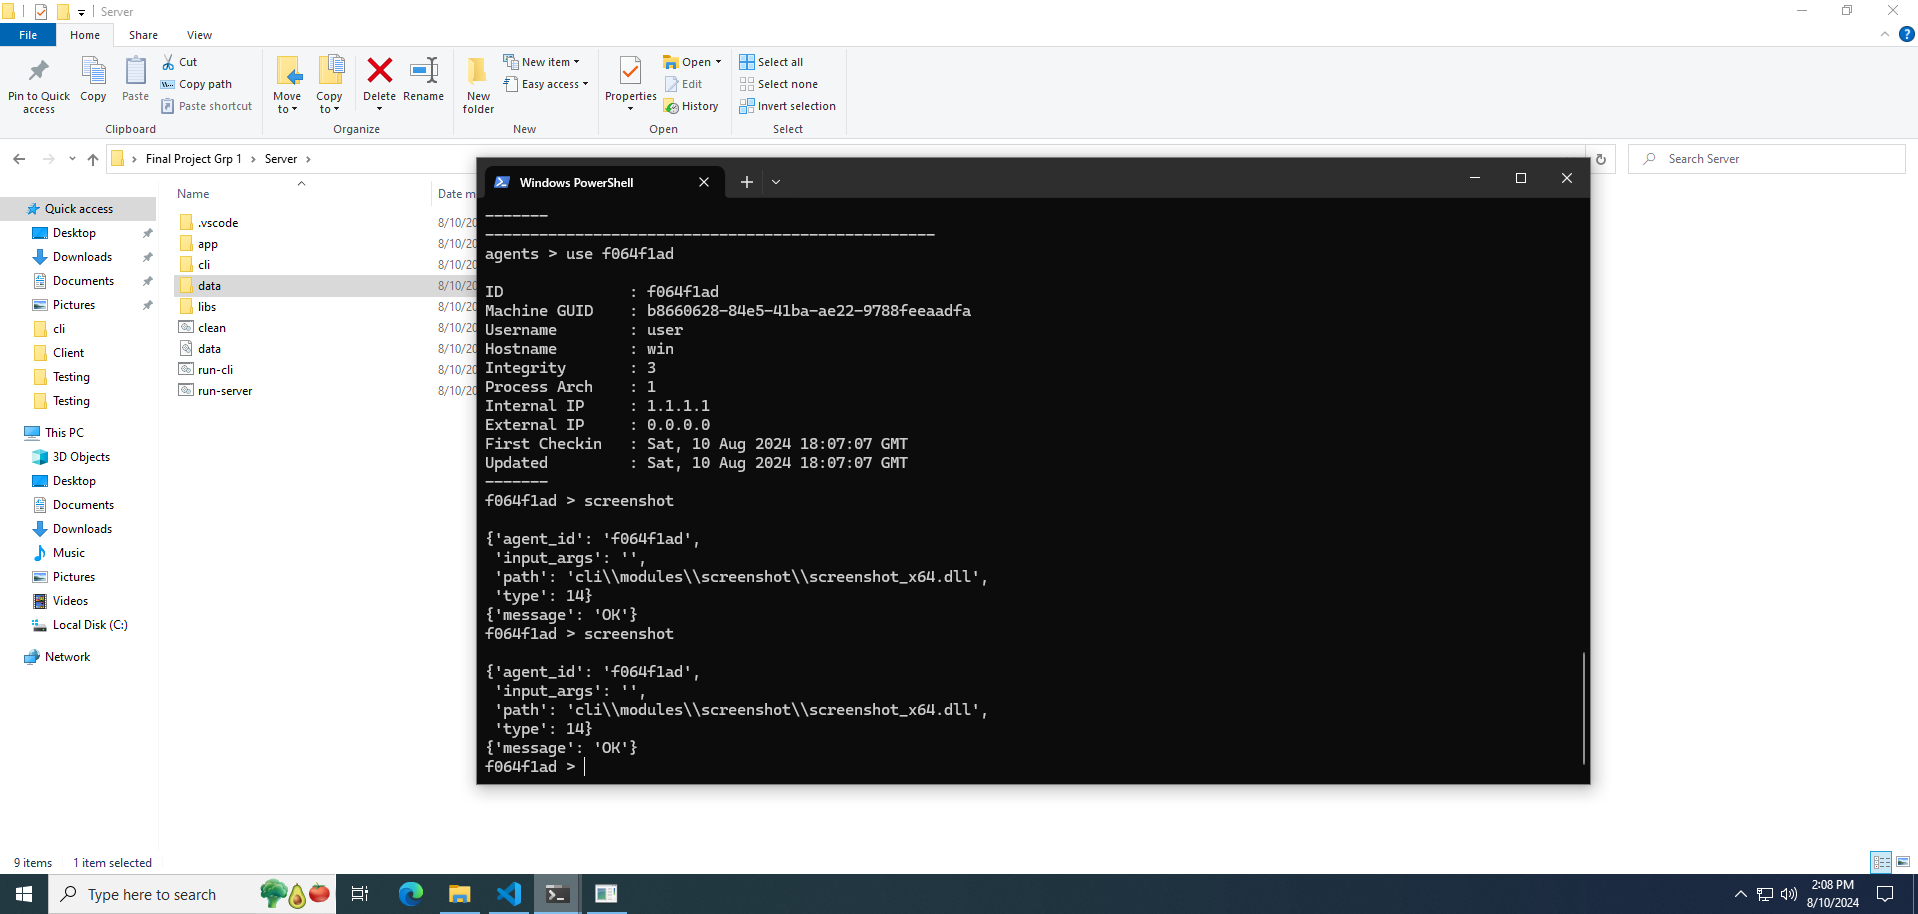 Server
File Home Share View
Pin to Quick access
Copy
Paste
Cut
Copy path
Paste shortcut
Clipboard
Move to
Copy to
Delete
Rename
Organize
New folder
New item
Easy access
New
Properties
Open
Edit
History
Open
Select all
Select none
Invert selection
Select
Final Project Grp 1 > Server >
Search Server
Name
Date m
Quick access
Desktop
Downloads
Documents
Pictures
cli
Client
Testing
Testing
This PC
3D Objects
Desktop
Documents
Downloads
Music
Pictures
Videos
Local Disk (C:)
Network
.vscode 8/10/20
app 8/10/20
cli 8/10/20
data 8/10/20
libs 8/10/20
clean 8/10/20
data 8/10/20
run-cli 8/10/20
run-server 8/10/20
Windows PowerShell
-------
--------------------------------------------------
agents > use f064f1ad
ID : f064f1ad
Machine GUID : b8660628-84e5-41ba-ae22-9788feeaadfa
Username : user
Hostname : win
Integrity : 3
Process Arch : 1
Internal IP : 1.1.1.1
External IP : 0.0.0.0
First Checkin : Sat, 10 Aug 2024 18:07:07 GMT
Updated : Sat, 10 Aug 2024 18:07:07 GMT
-------
f064f1ad > screenshot
{'agent_id': 'f064f1ad',
'input_args': '',
'path': 'cli\\modules\\screenshot\\screenshot_x64.dll',
'type': 14}
{'message': 'OK'}
f064f1ad > screenshot
{'agent_id': 'f064f1ad',
'input_args': '',
'path': 'cli\\modules\\screenshot\\screenshot_x64.dll',
'type': 14}
{'message': 'OK'}
f064f1ad >
9 items 1 item selected
Type here to search
2:08 PM
8/10/2024